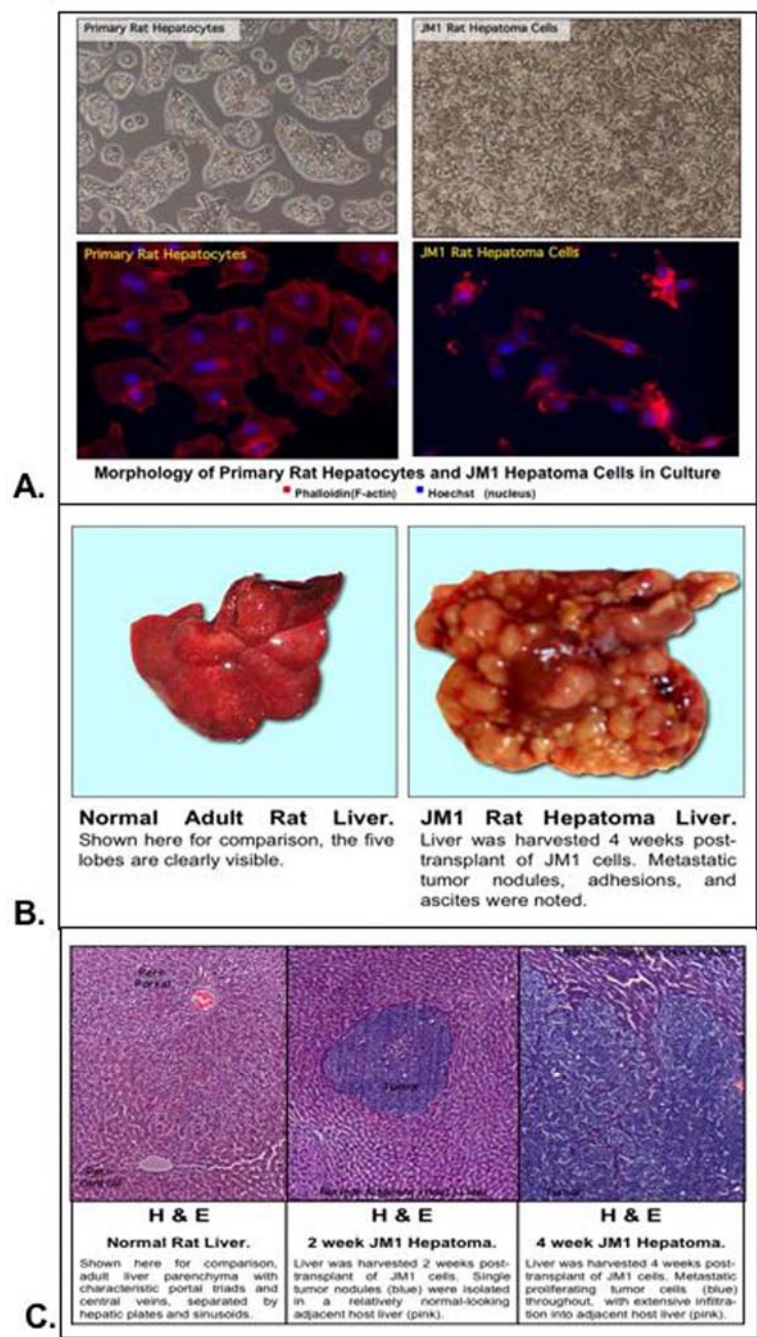 Primary Rat Hepatocytes
JM1 Rat Hepatoma Cells
Primary Rat Hepatocytes
JM1 Rat Hepatoma Cells
Morphology of Primary Rat Hepatocytes and JM1 Hepatoma Cells in Culture
Phalloidin(F-actin) Hoechst (nucleus)
A.
Normal Adult Rat Liver.
Shown here for comparison, the five
lobes are clearly visible.
JM1 Rat Hepatoma Liver.
Liver was harvested 4 weeks post-
transplant of JM1 cells. Metastatic
tumor nodules, adhesions, and
ascites were noted.
B.
Portal
Tumor
H & E
Normal Rat Liver.
Shown here for comparison,
adult liver parenchyma with
characteristic portal triads and
central veins, separated by
hepatic plates and sinusoids.
H & E
2 week JM1 Hepatoma.
Liver was harvested 2 weeks post-
transplant of JM1 cells. Single
tumor nodules (blue) were isolated
in a relatively normal-looking
adjacent host liver (pink).
H & E
4 week JM1 Hepatoma.
Liver was harvested 4 weeks post-
transplant of JM1 cells. Metastatic
proliferating tumor cells (blue)
throughout, with extensive infiltra-
tion into adjacent host liver (pink).
C.